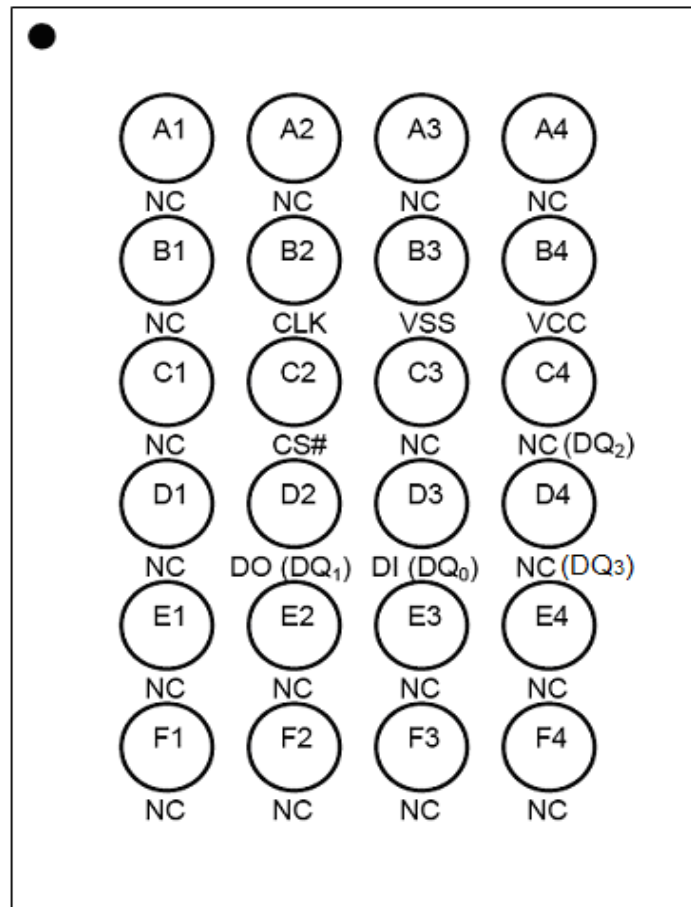 A1 A2 A3 A4
NC NC NC NC
B1 B2 B3 B4
NC CLK VSS VCC
C1 C2 C3 C4
NC CS# NC NC (DQ₂)
D1 D2 D3 D4
NC DO (DQ₁) DI (DQ₀) NC (DQ3)
E1 E2 E3 E4
NC NC NC NC
F1 F2 F3 F4
NC NC NC NC